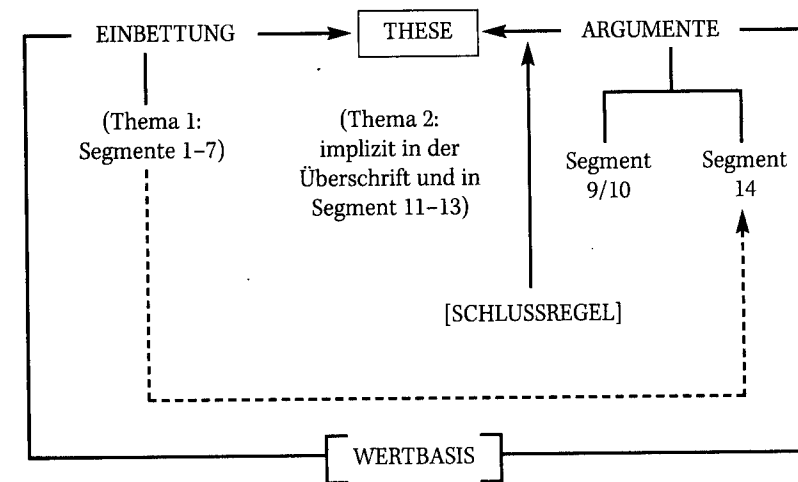 EINBETTUNG
THESE
ARGUMENTE
(Thema 1:
Segmente 1–7)
(Thema 2:
implizit in der
Überschrift und in
Segment 11–13)
Segment
9/10
Segment
14
[SCHLUSSREGEL]
WERTBASIS